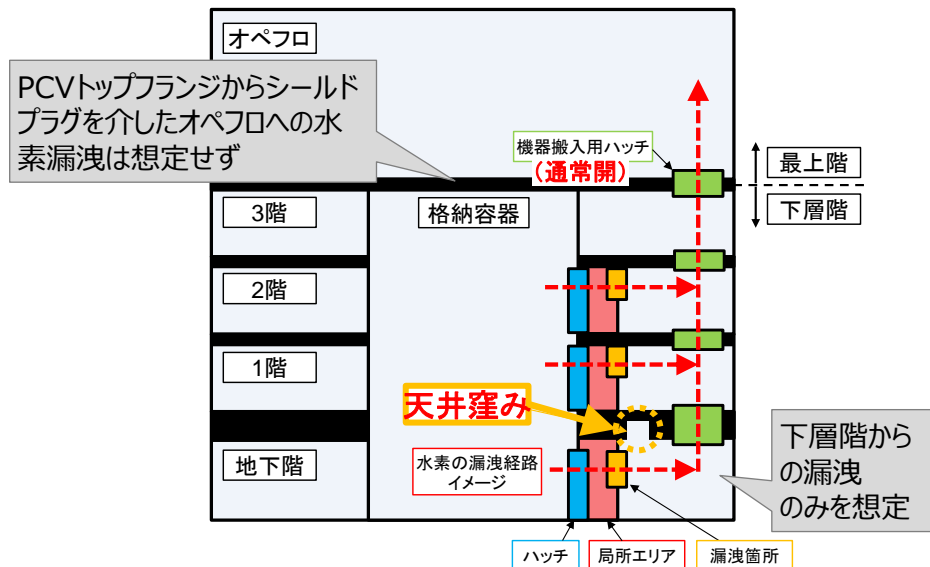 オペフロ
PCVトップフランジからシールド
プラグを介したオペフロへの水
素漏洩は想定せず
機器搬入用ハッチ
(通常開)
最上階
下層階
3階
格納容器
2階
1階
天井窪み
地下階
水素の漏洩経路
イメージ
下層階から
の漏洩
のみを想定
ハッチ
局所エリア
漏洩箇所